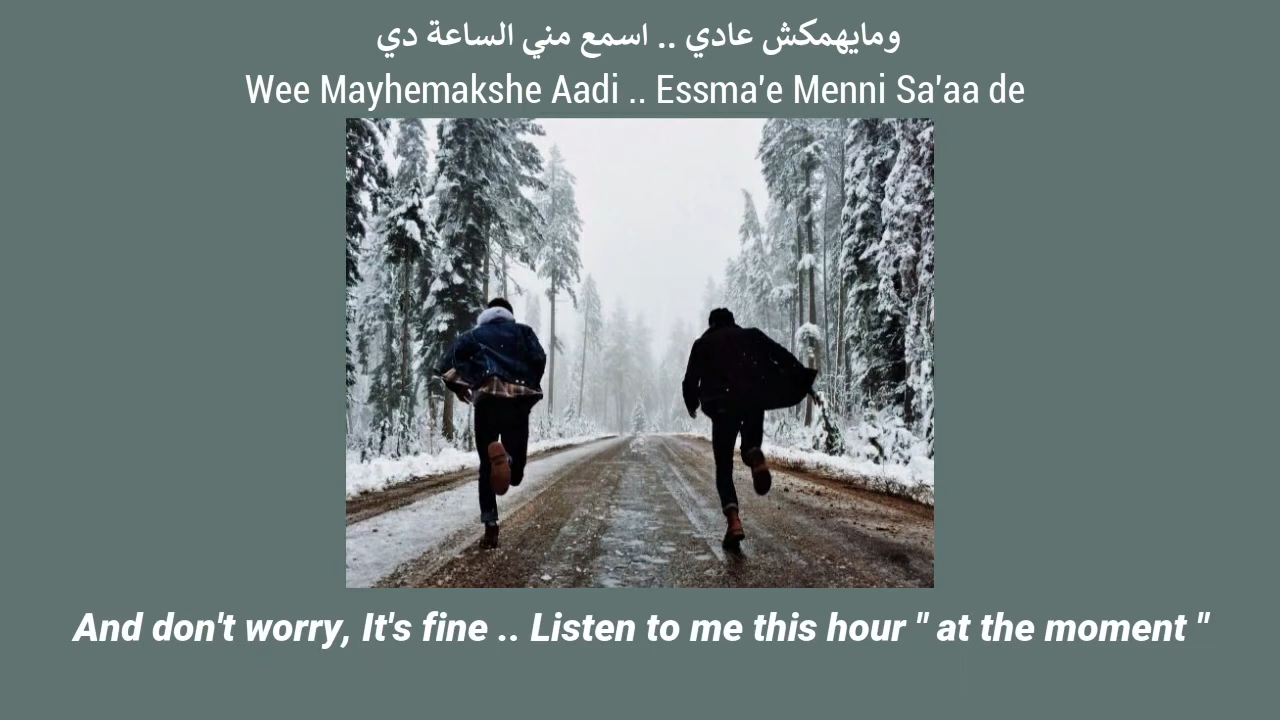 ومايهمكش عادي .. اسمع مني الساعة دي
Wee Mayhemakshe Aadi .. Essma'e Menni Sa'aa de
And don't worry, It's fine .. Listen to me this hour " at the moment "